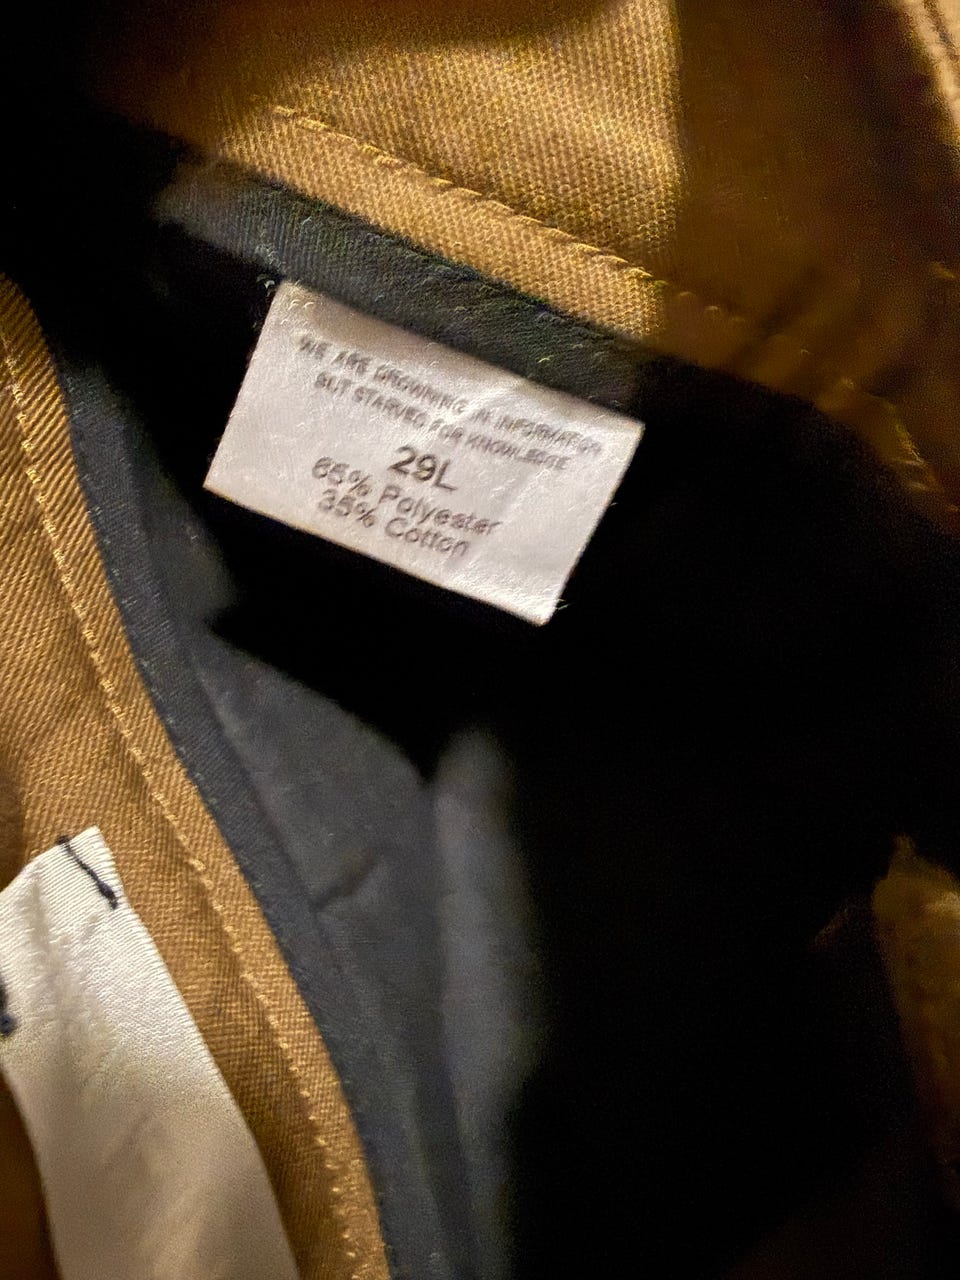 WE ARE DROWNING IN INFORMATION
BUT STARVED FOR KNOWLEDGE
29L
65% Polyester
35% Cotton